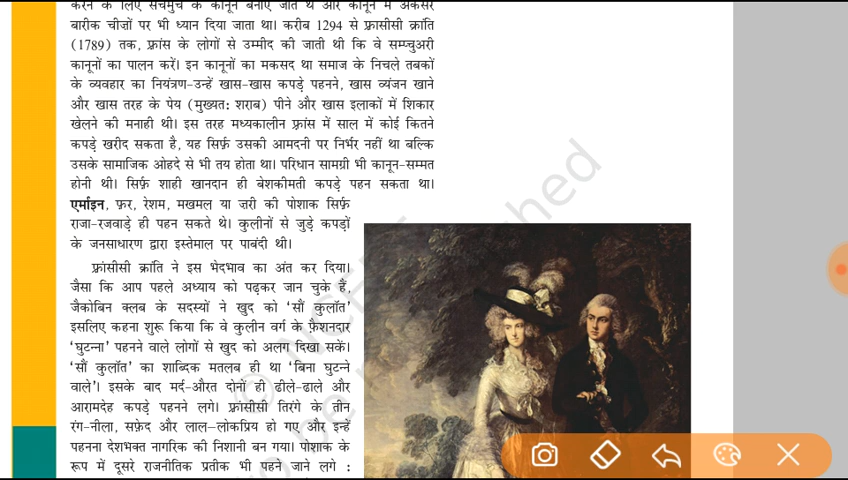 करने के लिए सचमुच के कानून बनाए जाते थे और कानून में अकसर
बारीक चीज़ों पर भी ध्यान दिया जाता था। करीब 1294 से फ़्रांसीसी क्रांति
(1789) तक, फ़्रांस के लोगों से उम्मीद की जाती थी कि वे सम्प्चुअरी
कानूनों का पालन करें। इन कानूनों का मकसद था समाज के निचले तबकों
के व्यवहार का नियंत्रण-उन्हें खास-खास कपड़े पहनने, खास व्यंजन खाने
और खास तरह के पेय (मुख्यत: शराब) पीने और खास इलाकों में शिकार
खेलने की मनाही थी। इस तरह मध्यकालीन फ़्रांस में साल में कोई कितने
कपड़े खरीद सकता है, यह सिर्फ़ उसकी आमदनी पर निर्भर नहीं था बल्कि
उसके सामाजिक ओहदे से भी तय होता था। परिधान सामग्री भी कानून-सम्मत
होनी थी। सिर्फ़ शाही खानदान ही बेशकीमती कपड़े पहन सकता था।
एर्माइन, फ़र, रेशम, मखमल या ज़री की पोशाक सिर्फ़
राजा-रजवाड़े ही पहन सकते थे। कुलीनों से जुड़े कपड़ों
के जनसाधारण द्वारा इस्तेमाल पर पाबंदी थी।
फ़्रांसीसी क्रांति ने इस भेदभाव का अंत कर दिया।
जैसा कि आप पहले अध्याय को पढ़कर जान चुके हैं,
जैकोबिन क्लब के सदस्यों ने खुद को ‘सौं कुलॉत’
इसलिए कहना शुरू किया कि वे कुलीन वर्ग के फ़ैशनदार
‘घुटन्ना’ पहनने वाले लोगों से खुद को अलग दिखा सकें।
‘सौं कुलॉत’ का शाब्दिक मतलब ही था ‘बिना घुटन्ने
वाले’। इसके बाद मर्द-औरत दोनों ही ढीले-ढाले और
आरामदेह कपड़े पहनने लगे। फ़्रांसीसी तिरंगे के तीन
रंग-नीला, सफ़ेद और लाल-लोकप्रिय हो गए और इन्हें
पहनना देशभक्त नागरिक की निशानी बन गया। पोशाक के
रूप में दूसरे राजनीतिक प्रतीक भी पहने जाने लगे :